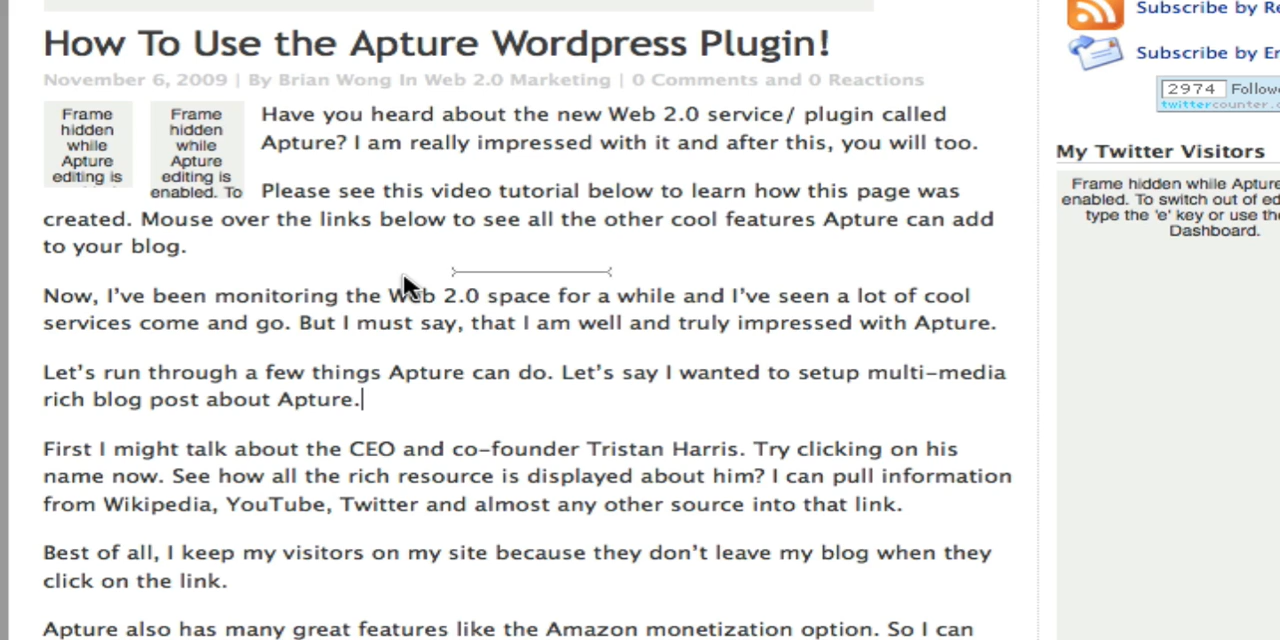 How To Use the Apture Wordpress Plugin!
November 6, 2009 | By Brian Wong In Web 2.0 Marketing | 0 Comments and 0 Reactions
Frame
hidden
while
Apture
editing is
Frame
hidden
while
Apture
editing is
enabled. To
Have you heard about the new Web 2.0 service/ plugin called
Apture? I am really impressed with it and after this, you will too.
Please see this video tutorial below to learn how this page was
created. Mouse over the links below to see all the other cool features Apture can add
to your blog.
Now, I've been monitoring the Web 2.0 space for a while and I've seen a lot of cool
services come and go. But I must say, that I am well and truly impressed with Apture.
Let's run through a few things Apture can do. Let's say I wanted to setup multi-media
rich blog post about Apture.
First I might talk about the CEO and co-founder Tristan Harris. Try clicking on his
name now. See how all the rich resource is displayed about him? I can pull information
from Wikipedia, YouTube, Twitter and almost any other source into that link.
Best of all, I keep my visitors on my site because they don't leave my blog when they
click on the link.
Apture also has many great features like the Amazon monetization option. So I can
Subscribe by
Subscribe by
2974
twittercounter.
My Twitter Visitors
Frame hidden while Apture
enabled. To switch out of
type the 'e' key or use
Dashboard.